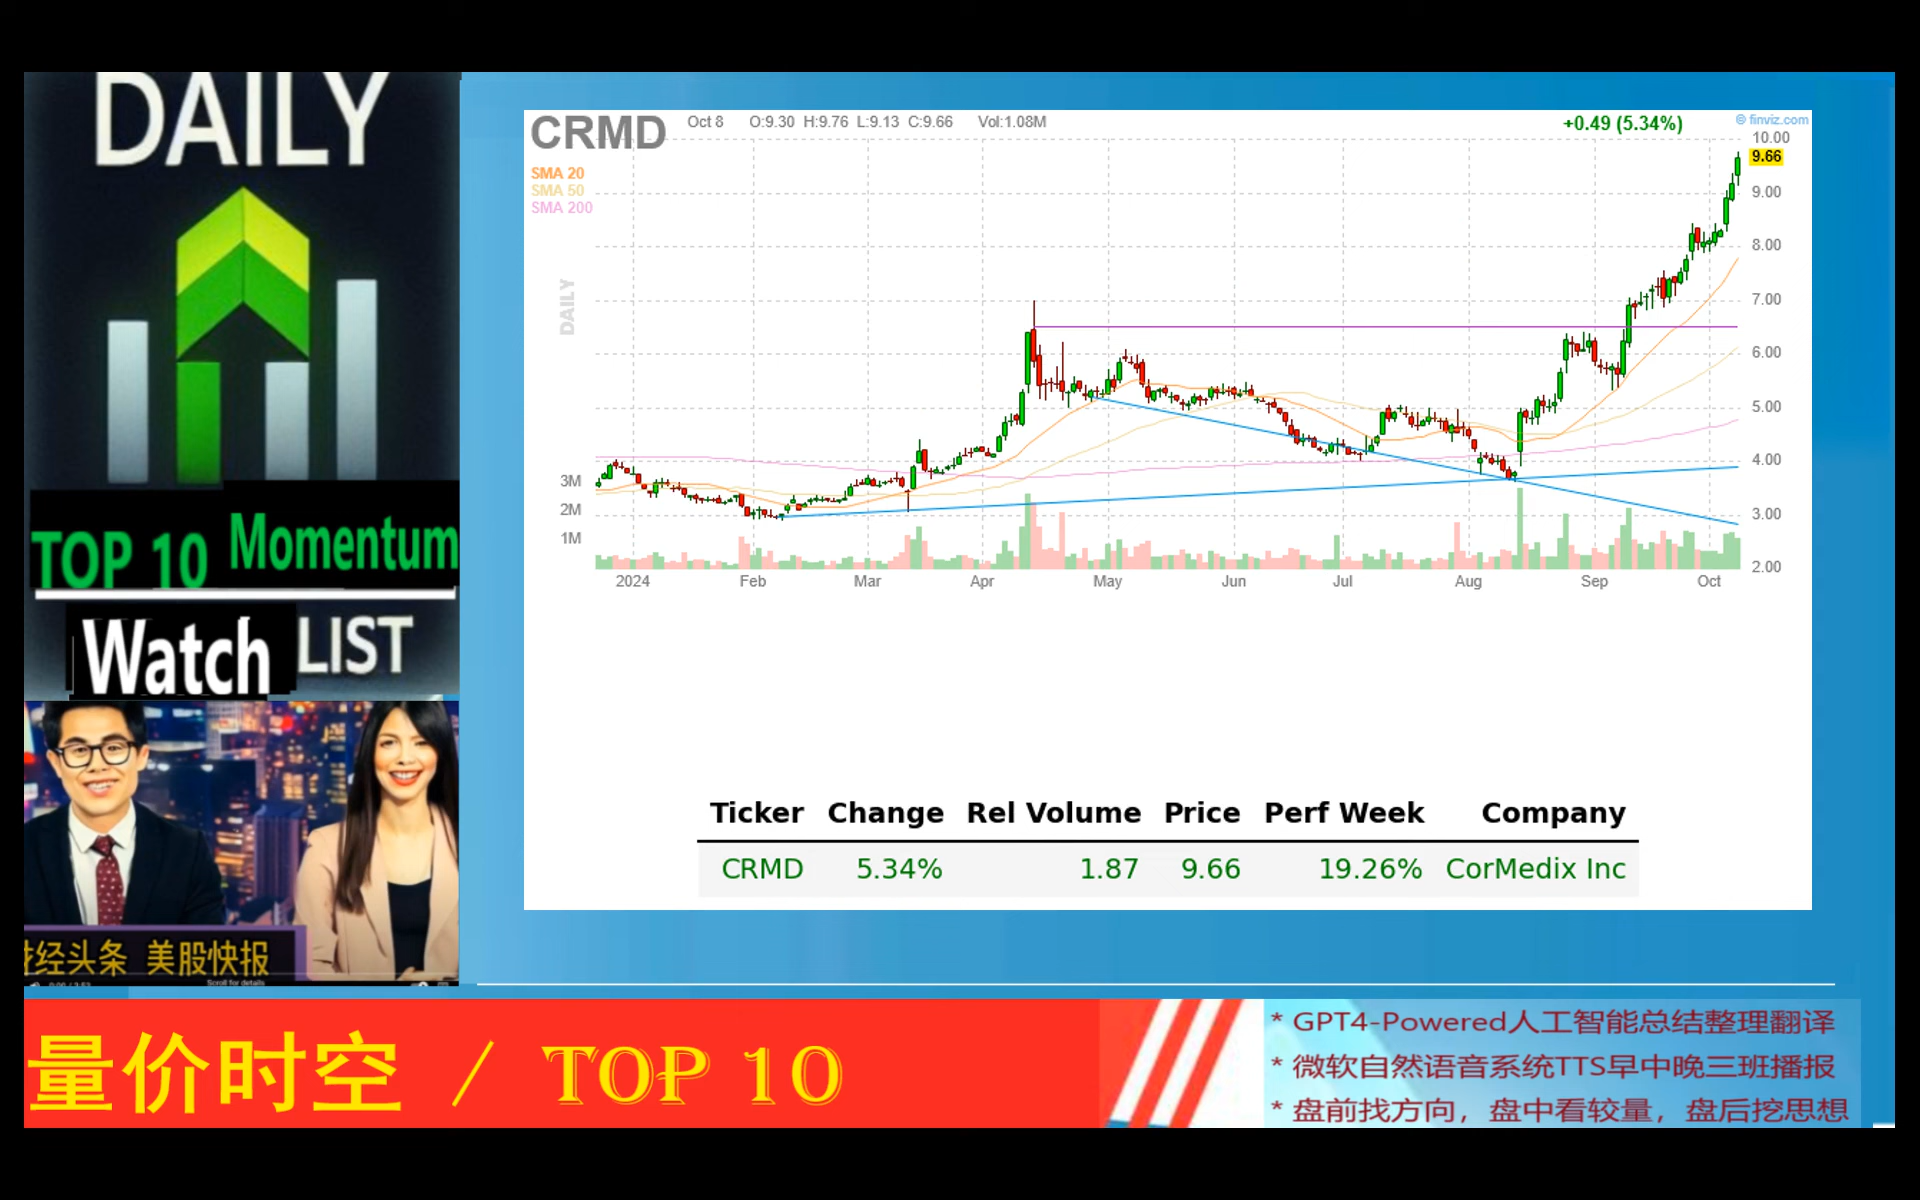 DAILY
TOP 10 Momentum
Watch LIST
财经头条 美股快报
Scroll for details
CRMD
Oct 8 O:9.30 H:9.76 L:9.13 C:9.66 Vol:1.08M
+0.49 (5.34%)
© finviz.com
SMA 20
SMA 50
SMA 200
DAILY
10.00
9.66
9.00
8.00
7.00
6.00
5.00
4.00
3.00
2.00
3M
2M
1M
2024 Feb Mar Apr May Jun Jul Aug Sep Oct
Ticker Change Rel Volume Price Perf Week Company
CRMD 5.34% 1.87 9.66 19.26% CorMedix Inc
量价时空 / TOP 10
* GPT4-Powered人工智能总结整理翻译
* 微软自然语音系统TTS早中晚三班播报
* 盘前找方向，盘中看较量，盘后挖思想